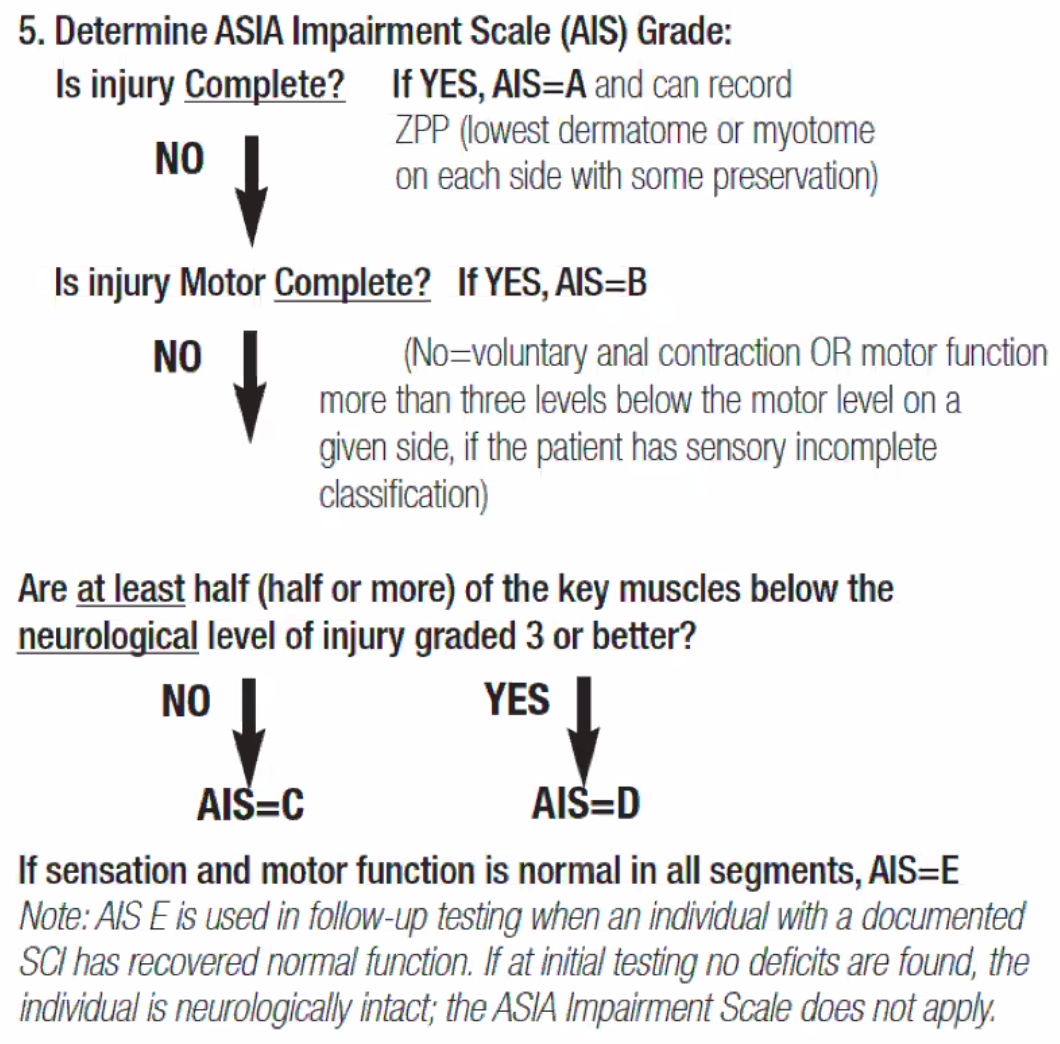 5. Determine ASIA Impairment Scale (AIS) Grade:
Is injury Complete? If YES, AIS=A and can record
ZPP (lowest dermatome or myotome
on each side with some preservation)
NO
Is injury Motor Complete? If YES, AIS=B
NO
(No=voluntary anal contraction OR motor function
more than three levels below the motor level on a
given side, if the patient has sensory incomplete
classification)
Are at least half (half or more) of the key muscles below the
neurological level of injury graded 3 or better?
NO YES
AIS=C AIS=D
If sensation and motor function is normal in all segments, AIS=E
Note: AIS E is used in follow-up testing when an individual with a documented
SCI has recovered normal function. If at initial testing no deficits are found, the
individual is neurologically intact; the ASIA Impairment Scale does not apply.